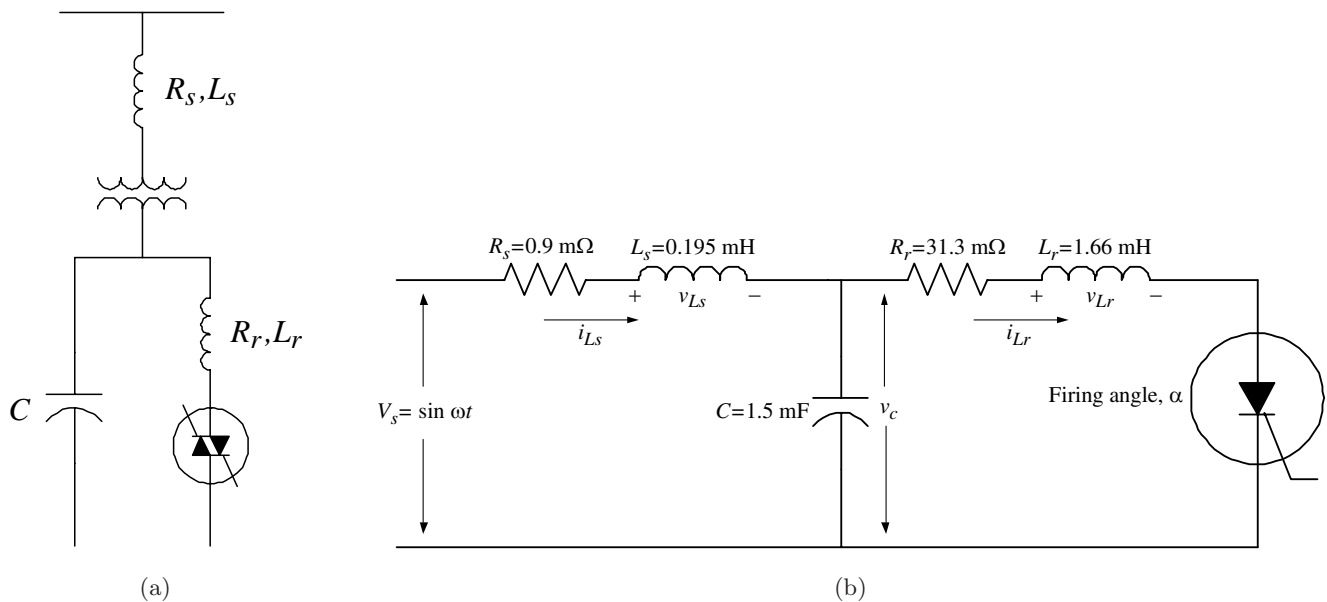 R_s,L_s
R_r,L_r
C
(a)
R_s=0.9 mΩ
L_s=0.195 mH
R_r=31.3 mΩ
L_r=1.66 mH
+ v_Ls −
+ v_Lr −
i_Ls
i_Lr
V_s= sin ωt
C=1.5 mF
v_c
Firing angle, α
(b)